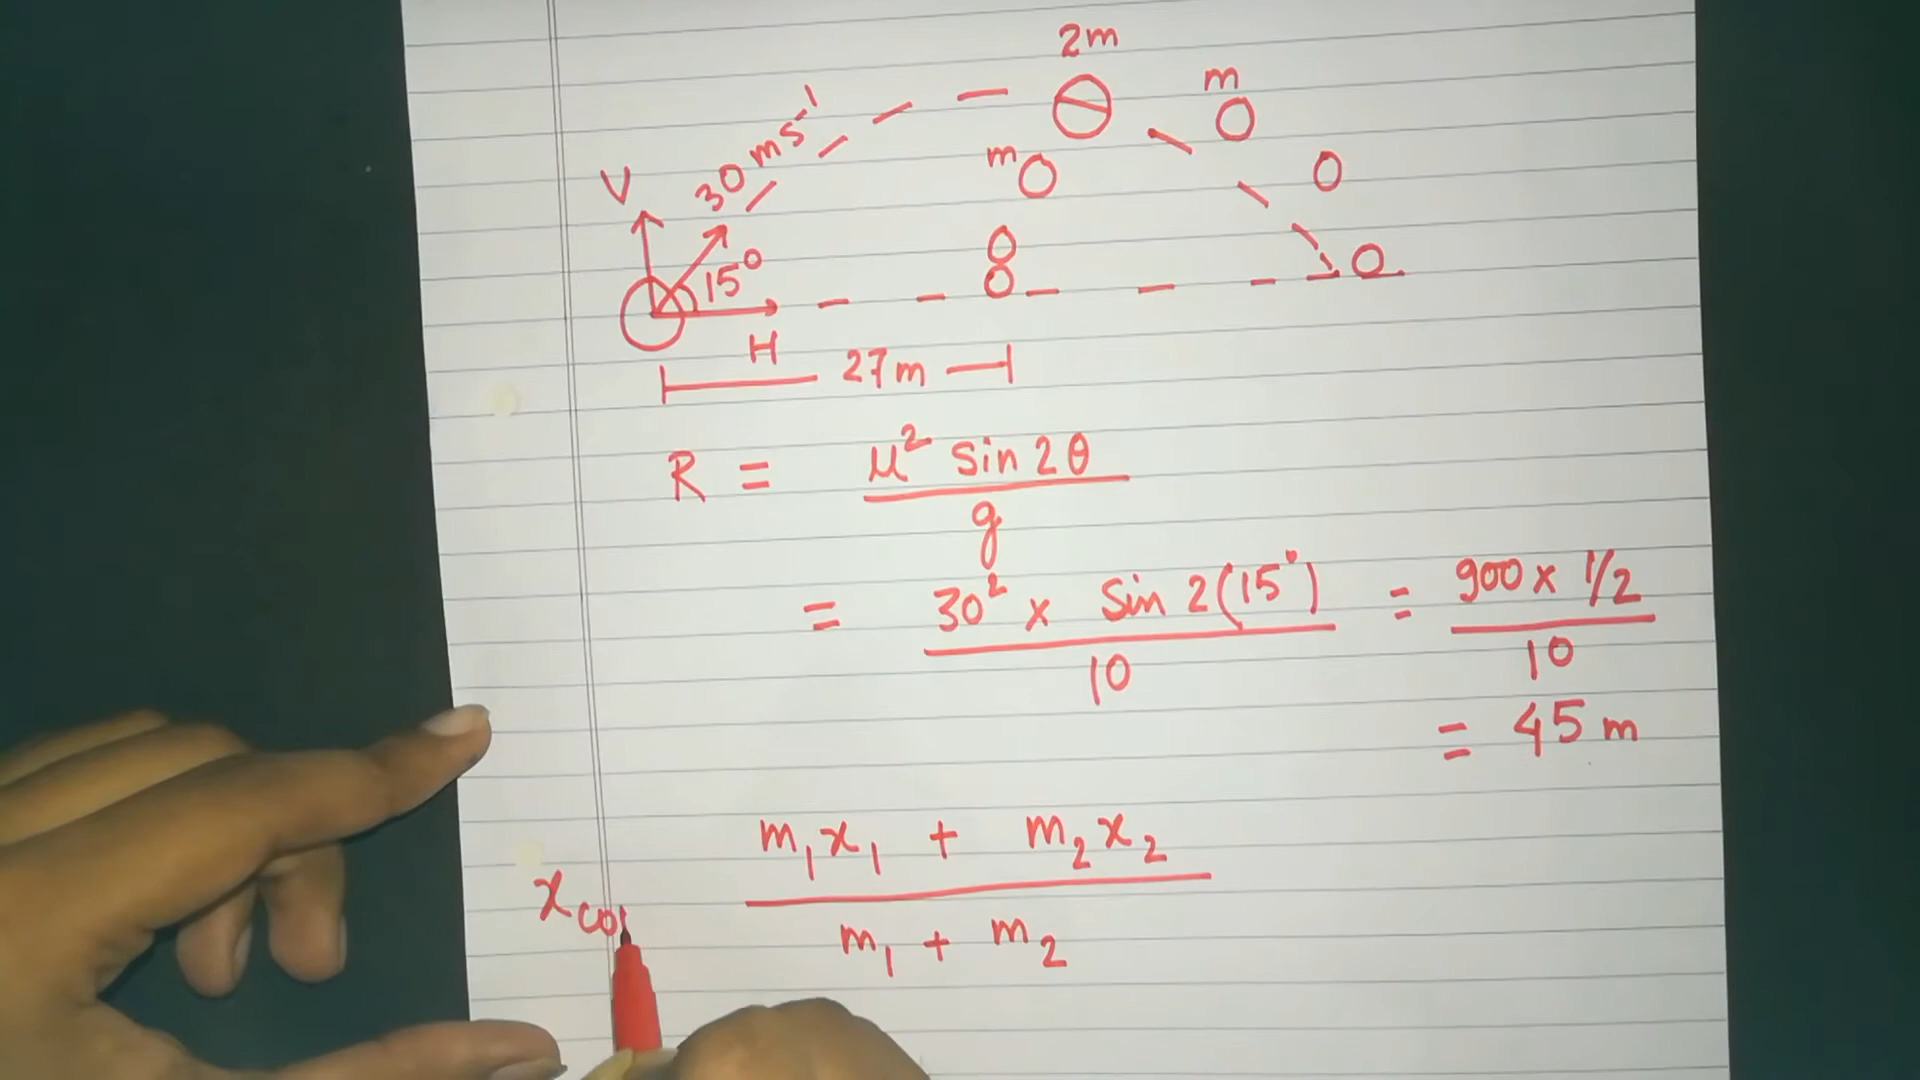 2m
m
m
V
30 ms⁻¹
15°
H
27m
R = u² sin 2θ / g
= 30² x sin 2(15°) / 10 = 900 x 1/2 / 10
= 45 m
x co m₁x₁ + m₂x₂ / m₁ + m₂